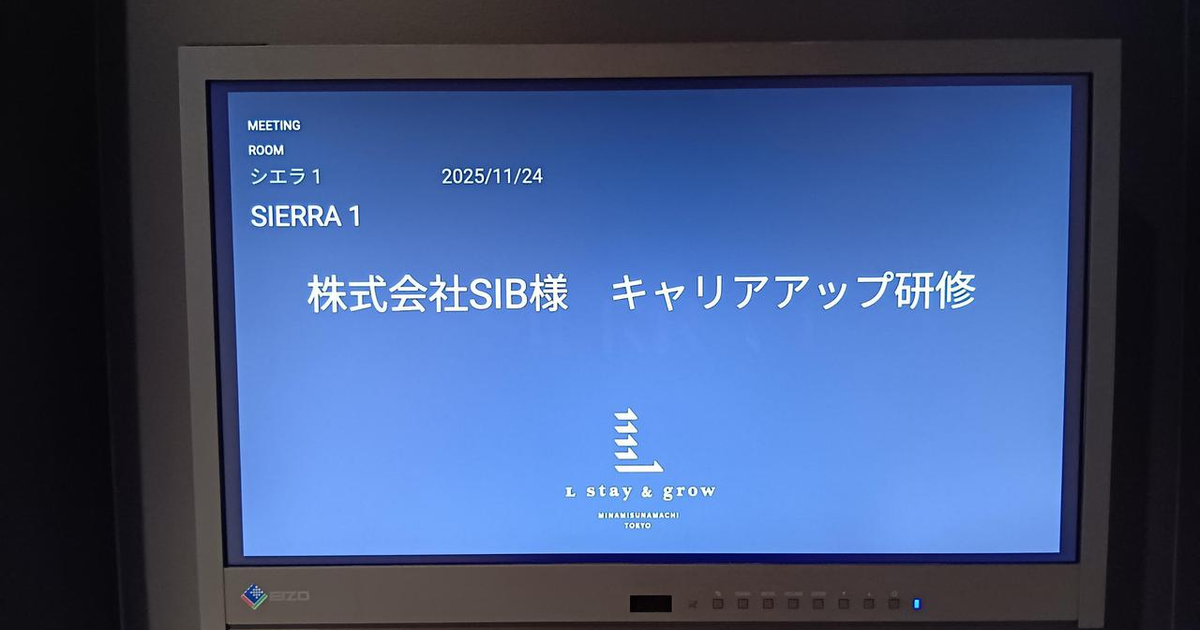 MEETING
ROOM
シエラ 1　2025/11/24
SIERRA 1
株式会社SIB様　キャリアアップ研修
L stay & grow
MINAMISUNAMACHI
TOKYO
EIZO